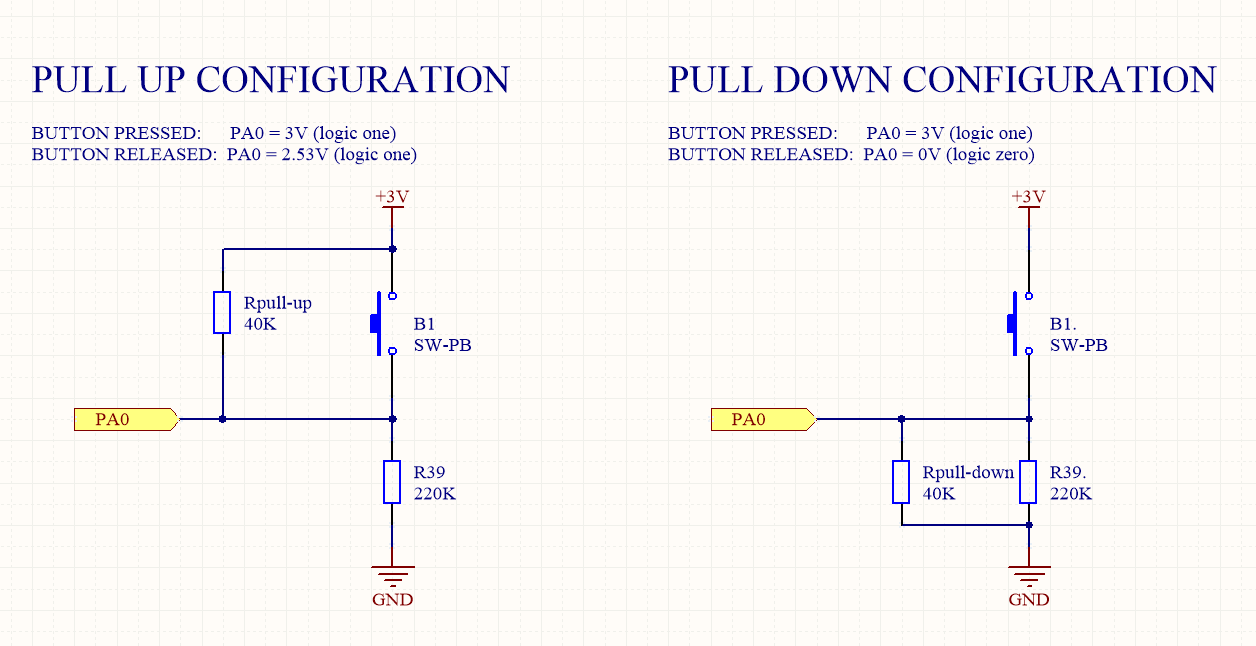 PULL UP CONFIGURATION
BUTTON PRESSED: PA0 = 3V (logic one)
BUTTON RELEASED: PA0 = 2.53V (logic one)
+3V
Rpull-up
40K
B1
SW-PB
PA0
R39
220K
GND
PULL DOWN CONFIGURATION
BUTTON PRESSED: PA0 = 3V (logic one)
BUTTON RELEASED: PA0 = 0V (logic zero)
+3V
B1.
SW-PB
PA0
Rpull-down
40K
R39.
220K
GND